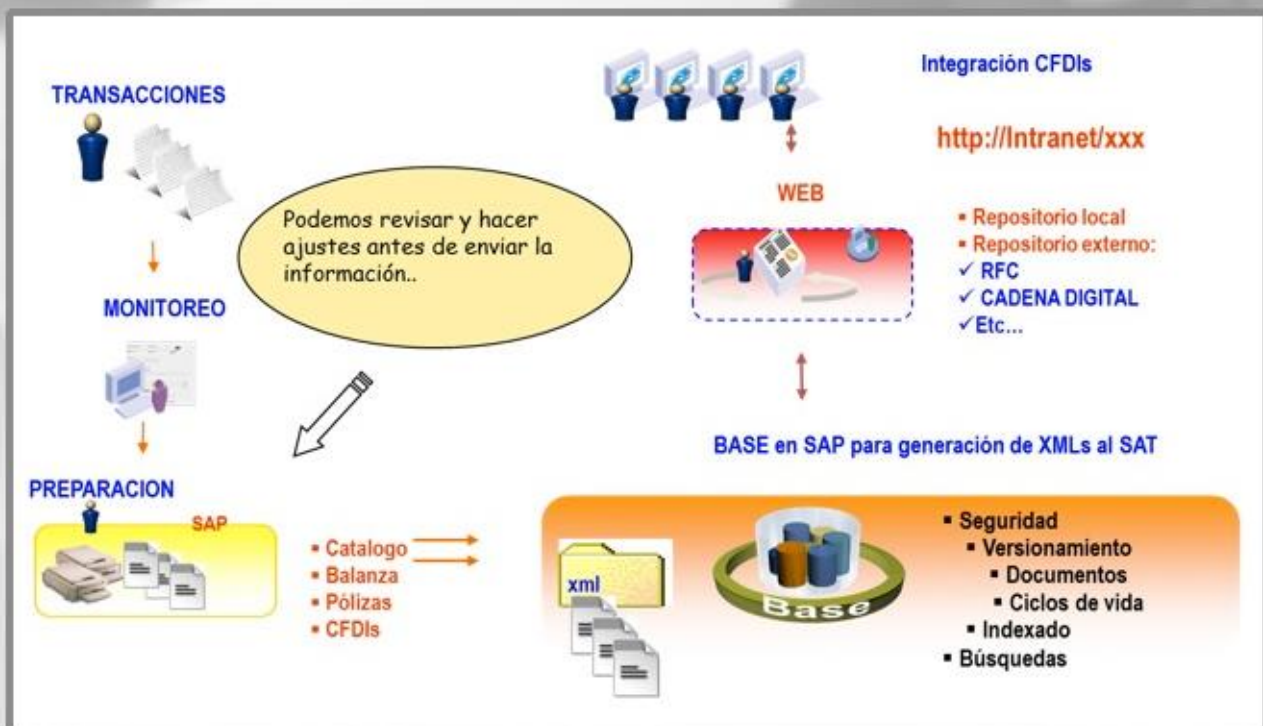 TRANSACCIONES
MONITOREO
PREPARACION
SAP
Podemos revisar y hacer
ajustes antes de enviar la
información..
▪ Catalogo
▪ Balanza
▪ Pólizas
▪ CFDIs
Integración CFDIs
http://Intranet/xxx
WEB
▪ Repositorio local
▪ Repositorio externo:
✓ RFC
✓ CADENA DIGITAL
✓Etc...
BASE en SAP para generación de XMLs al SAT
xml
Base
▪ Seguridad
▪ Versionamiento
▪ Documentos
▪ Ciclos de vida
▪ Indexado
▪ Búsquedas